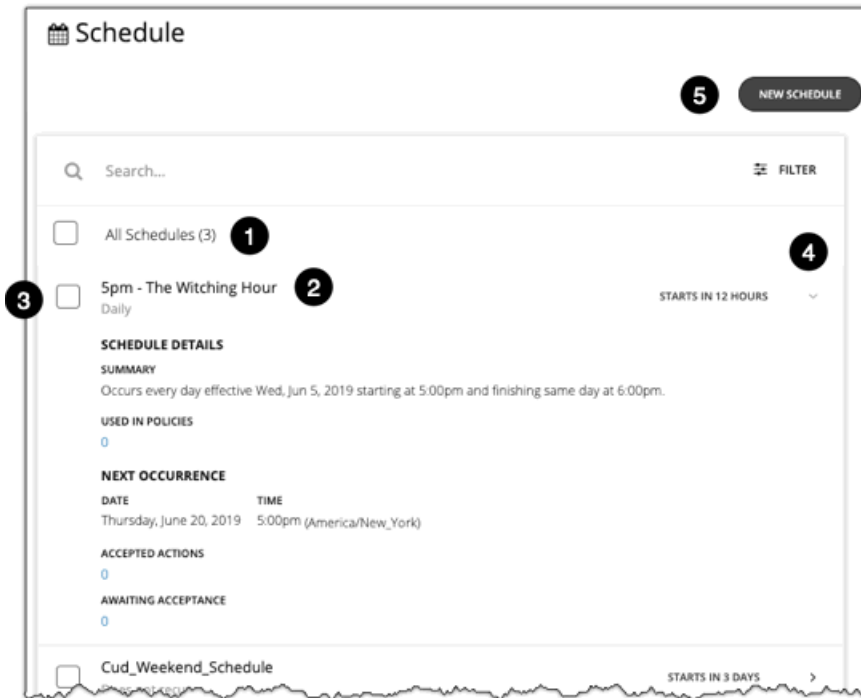 Schedule
5
NEW SCHEDULE
Search...
FILTER
All Schedules (3) 1
4
3 5pm - The Witching Hour 2
Daily
STARTS IN 12 HOURS
SCHEDULE DETAILS
SUMMARY
Occurs every day effective Wed, Jun 5, 2019 starting at 5:00pm and finishing same day at 6:00pm.
USED IN POLICIES
0
NEXT OCCURRENCE
DATE TIME
Thursday, June 20, 2019 5:00pm (America/New_York)
ACCEPTED ACTIONS
0
AWAITING ACCEPTANCE
0
Cud_Weekend_Schedule
STARTS IN 3 DAYS